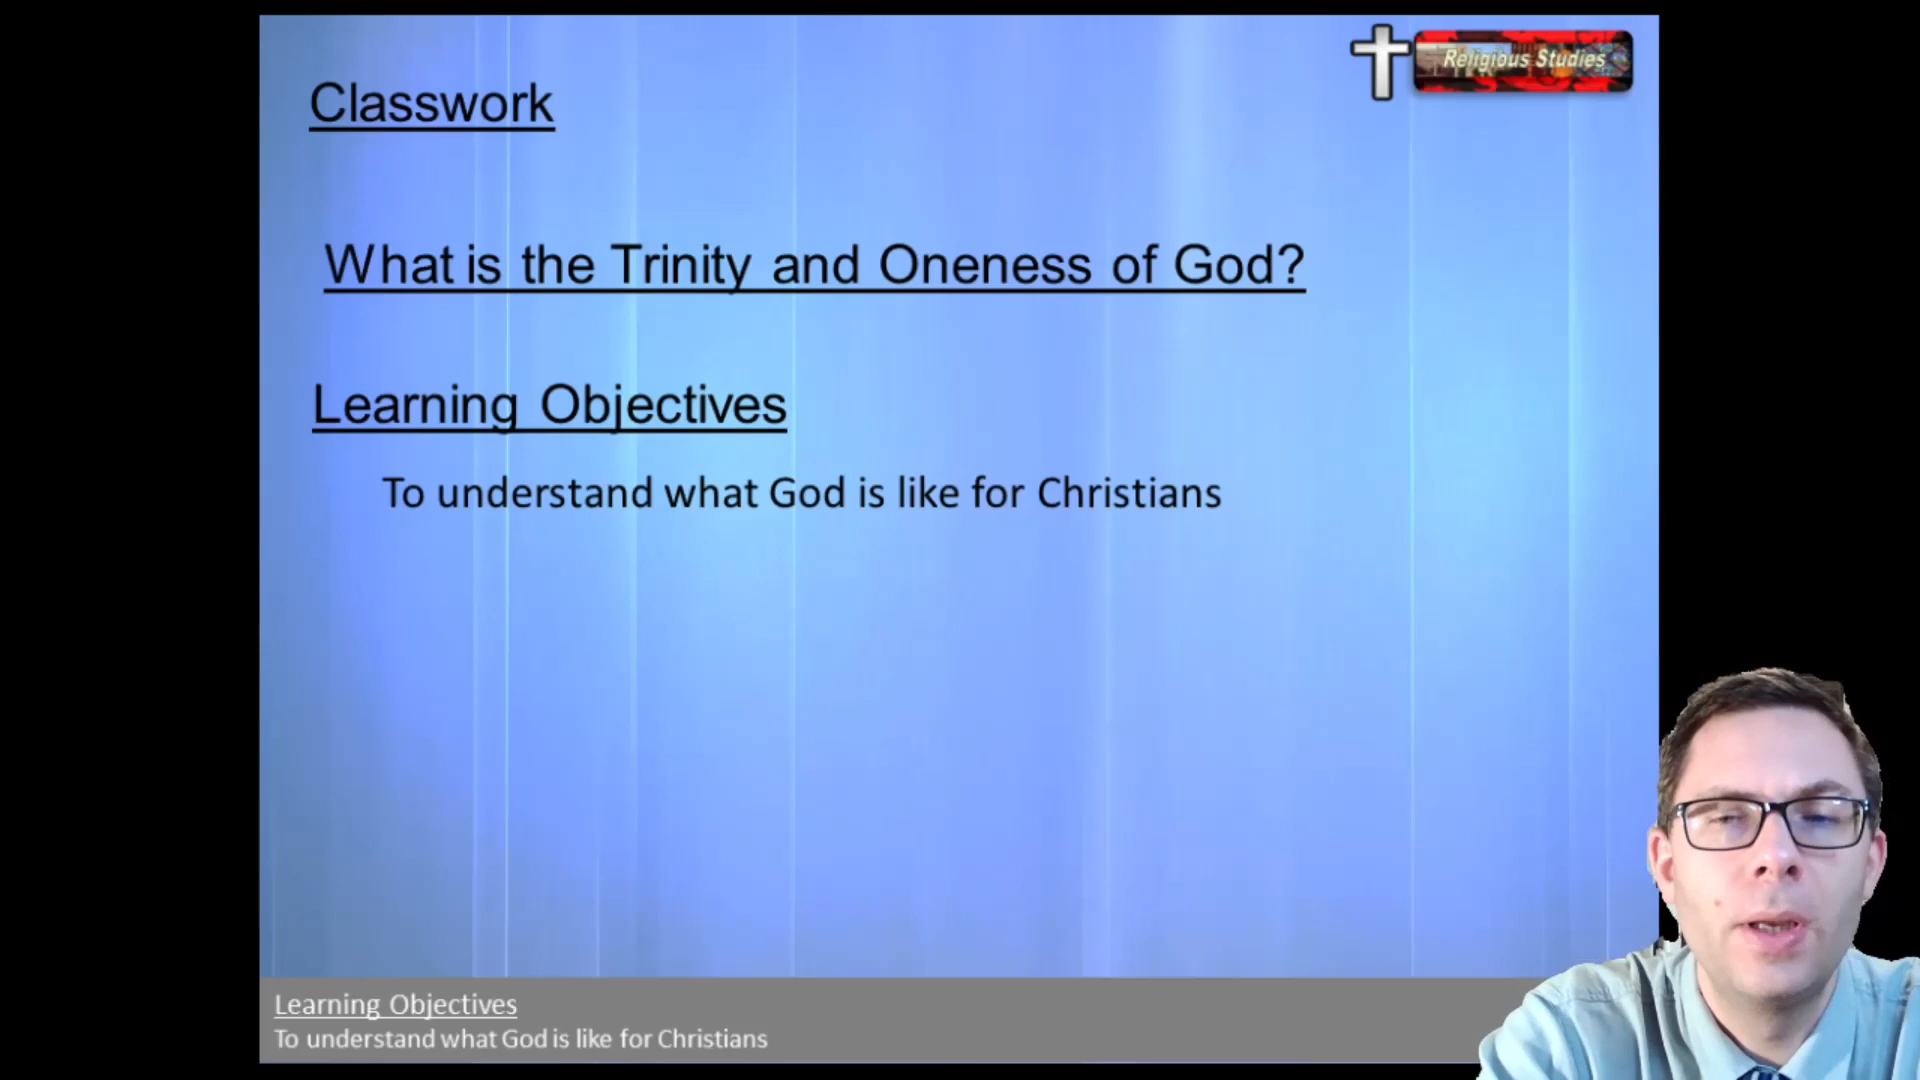 Religious Studies
Classwork
What is the Trinity and Oneness of God?
Learning Objectives
To understand what God is like for Christians
Learning Objectives
To understand what God is like for Christians